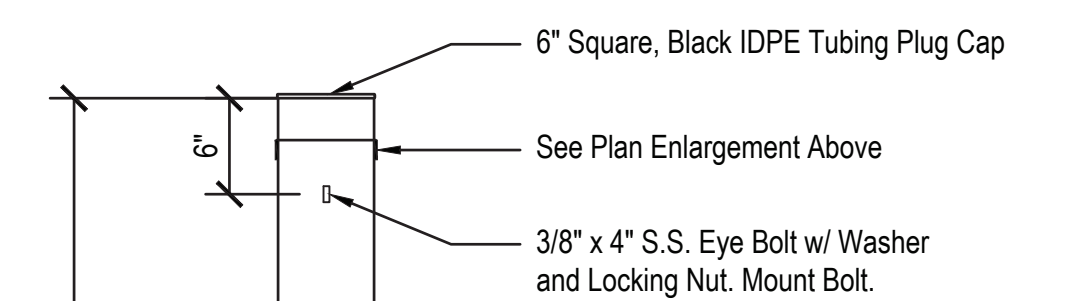 6" Square, Black IDPE Tubing Plug Cap
6"
See Plan Enlargement Above
3/8" x 4" S.S. Eye Bolt w/ Washer
and Locking Nut. Mount Bolt.